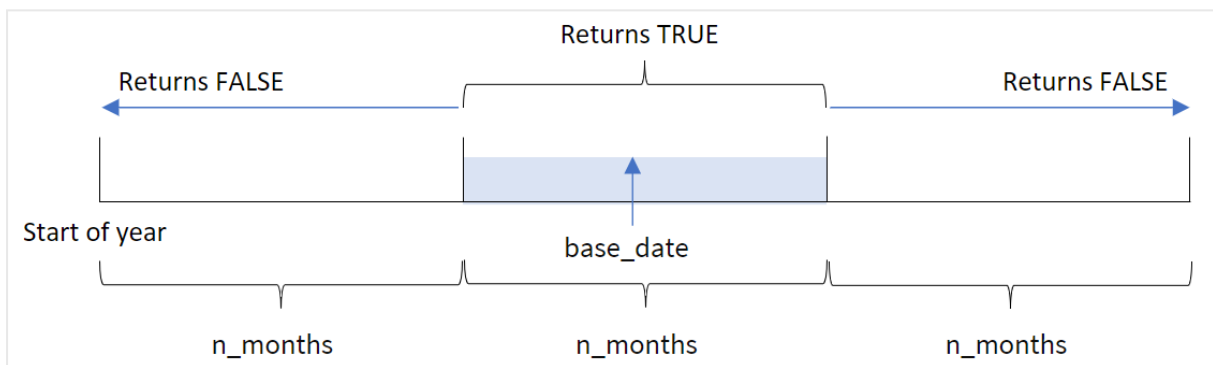 Returns TRUE
Returns FALSE
Returns FALSE
Start of year
base_date
n_months
n_months
n_months